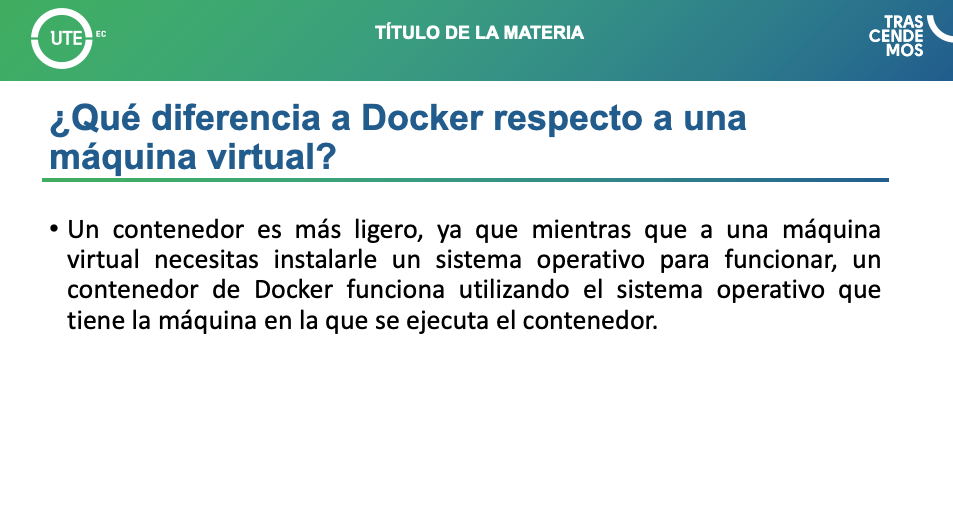 UTE EC
TÍTULO DE LA MATERIA
TRAS
CENDE
MOS
¿Qué diferencia a Docker respecto a una
máquina virtual?
• Un contenedor es más ligero, ya que mientras que a una máquina
virtual necesitas instalarle un sistema operativo para funcionar, un
contenedor de Docker funciona utilizando el sistema operativo que
tiene la máquina en la que se ejecuta el contenedor.